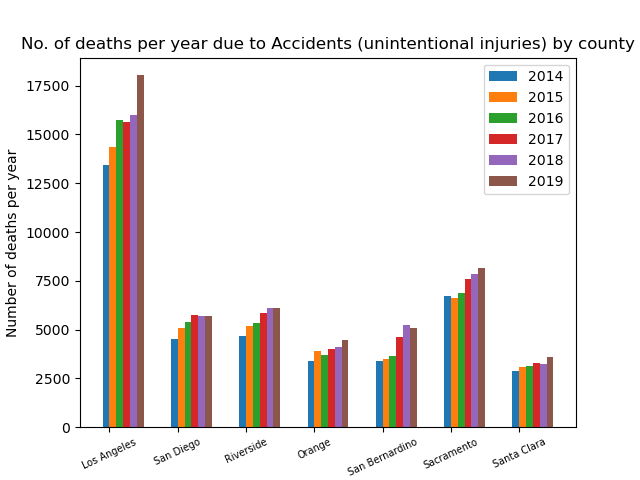 No. of deaths per year due to Accidents (unintentional injuries) by county
Number of deaths per year
17500
15000
12500
10000
7500
5000
2500
0
2014
2015
2016
2017
2018
2019
Los Angeles
San Diego
Riverside
Orange
San Bernardino
Sacramento
Santa Clara